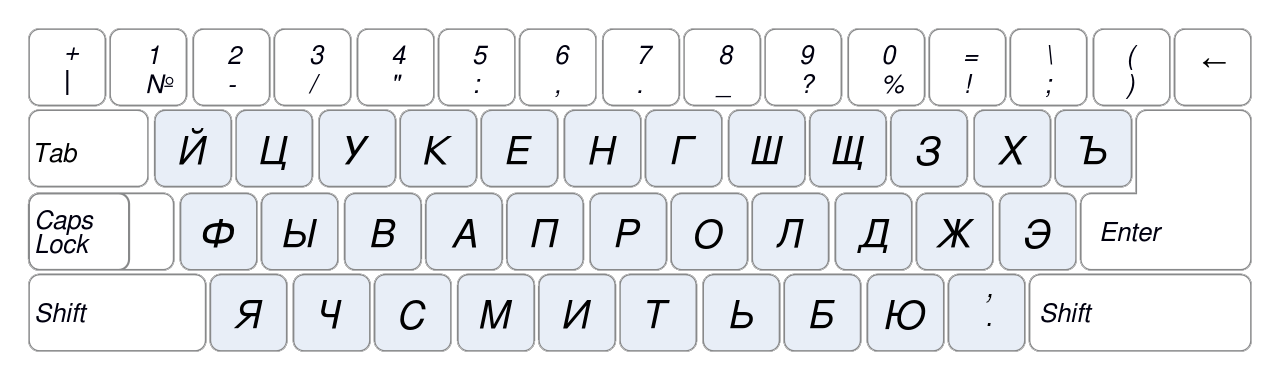 + 1 2 3 4 5 6 7 8 9 0 = \ ( ←
| № - / " : , . _ ? % ! ; )
Tab Й Ц У К Е Н Г Ш Щ З Х Ъ
Caps Lock Ф Ы В А П Р О Л Д Ж Э Enter
Shift Я Ч С М И Т Ь Б Ю , . Shift